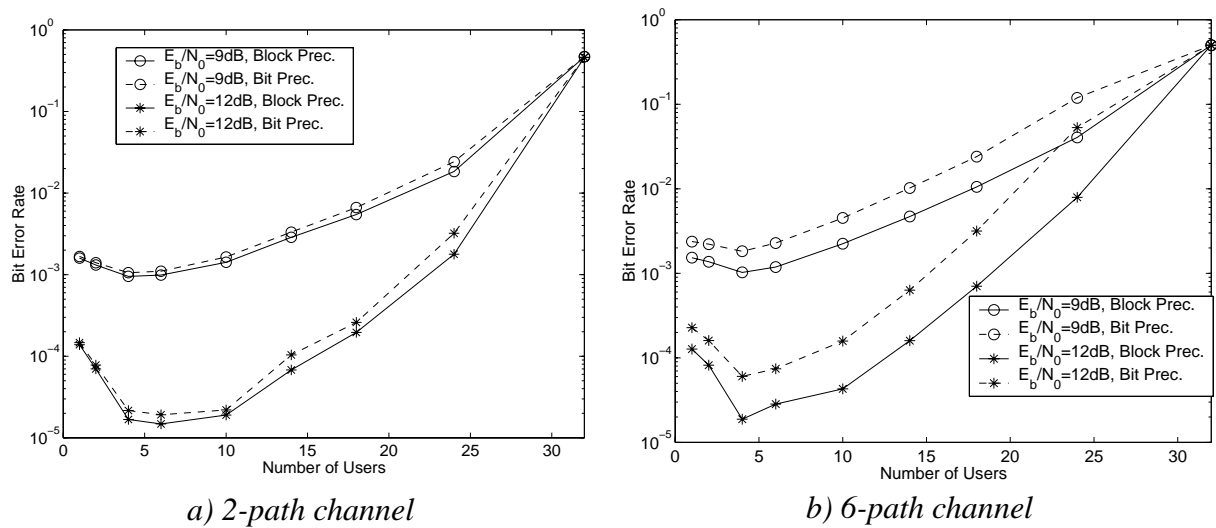 10^0
10^-1
10^-2
10^-3
10^-4
10^-5
Bit Error Rate
E_b/N_0=9dB, Block Prec.
E_b/N_0=9dB, Bit Prec.
E_b/N_0=12dB, Block Prec.
E_b/N_0=12dB, Bit Prec.
0 5 10 15 20 25 30
Number of Users
a) 2-path channel
10^0
10^-1
10^-2
10^-3
10^-4
10^-5
Bit Error Rate
E_b/N_0=9dB, Block Prec.
E_b/N_0=9dB, Bit Prec.
E_b/N_0=12dB, Block Prec.
E_b/N_0=12dB, Bit Prec.
0 5 10 15 20 25 30
Number of Users
b) 6-path channel